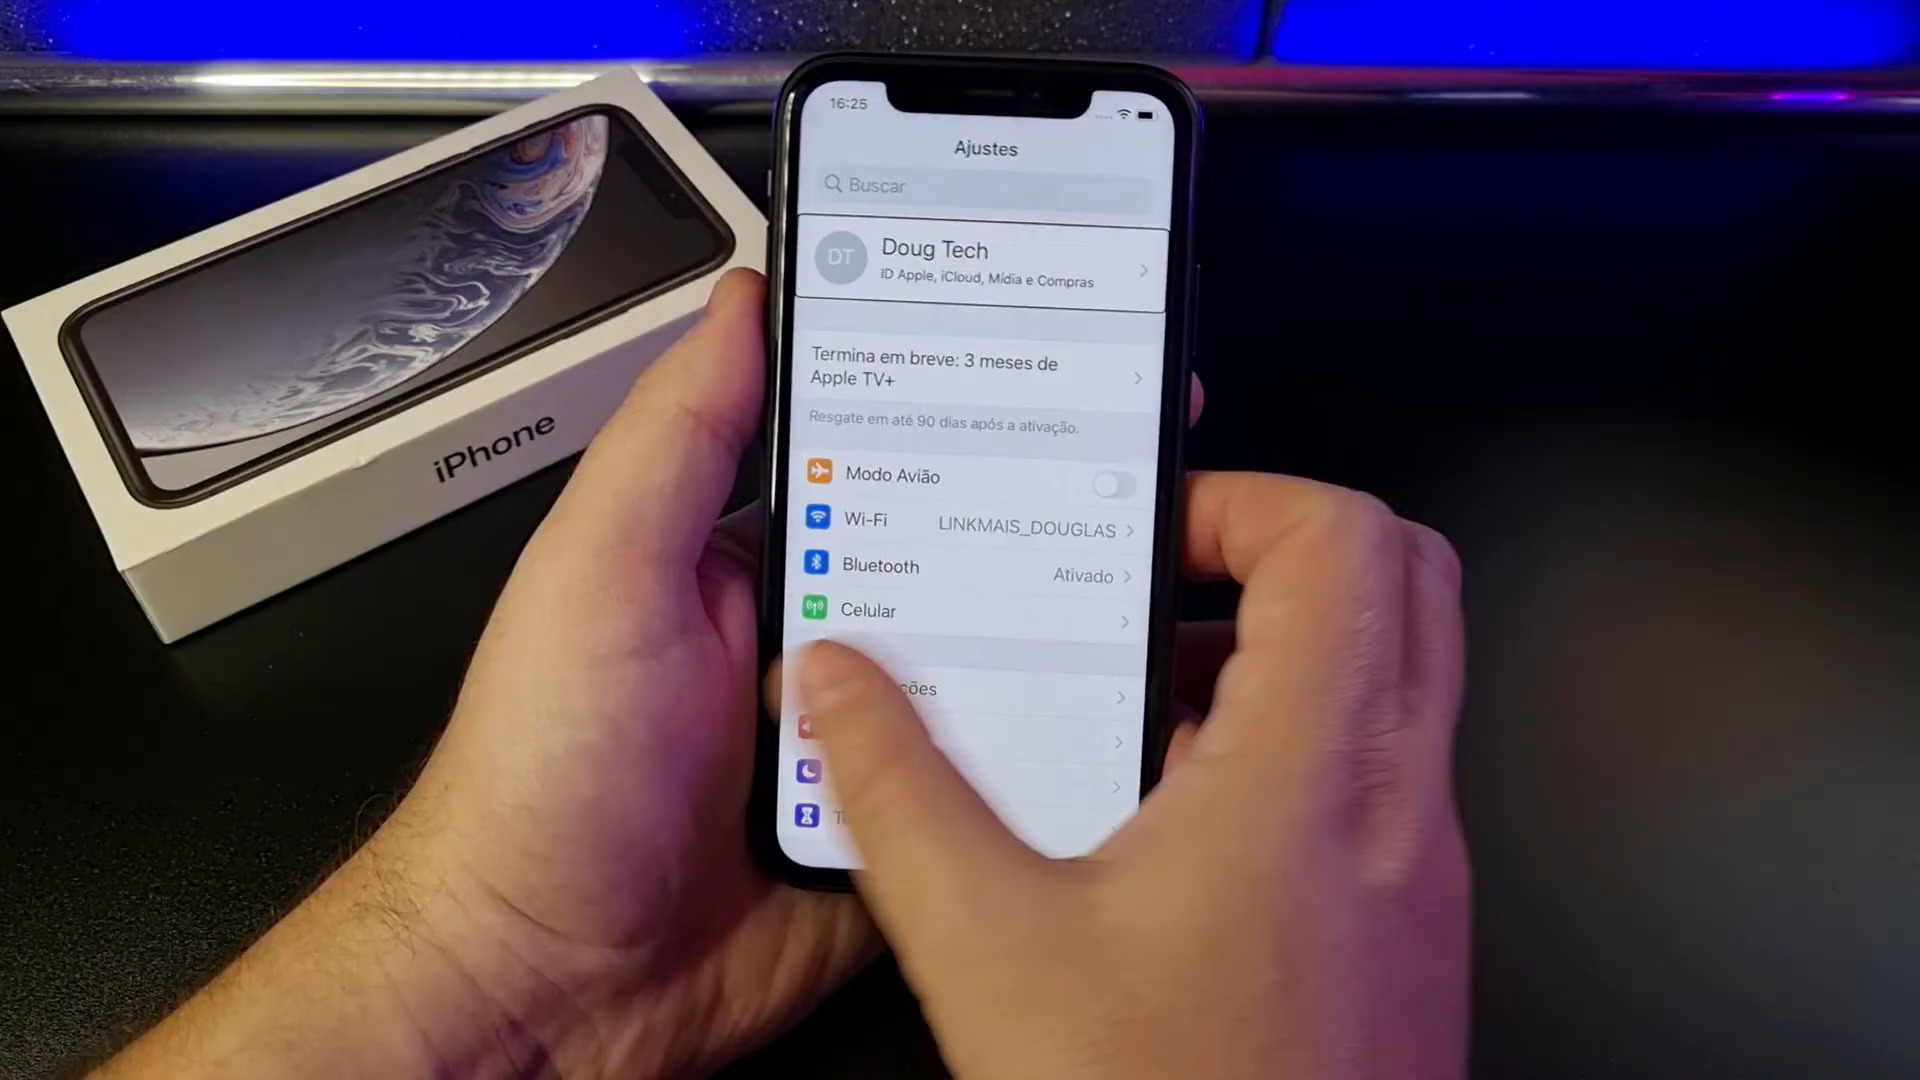 16:25
Ajustes
Buscar
DT
Doug Tech
ID Apple, iCloud, Mídia e Compras
Termina em breve: 3 meses de
Apple TV+
Resgate em até 90 dias após a ativação.
Modo Avião
Wi-Fi LINKMAIS_DOUGLAS
Bluetooth Ativado
Celular
ções
iPhone